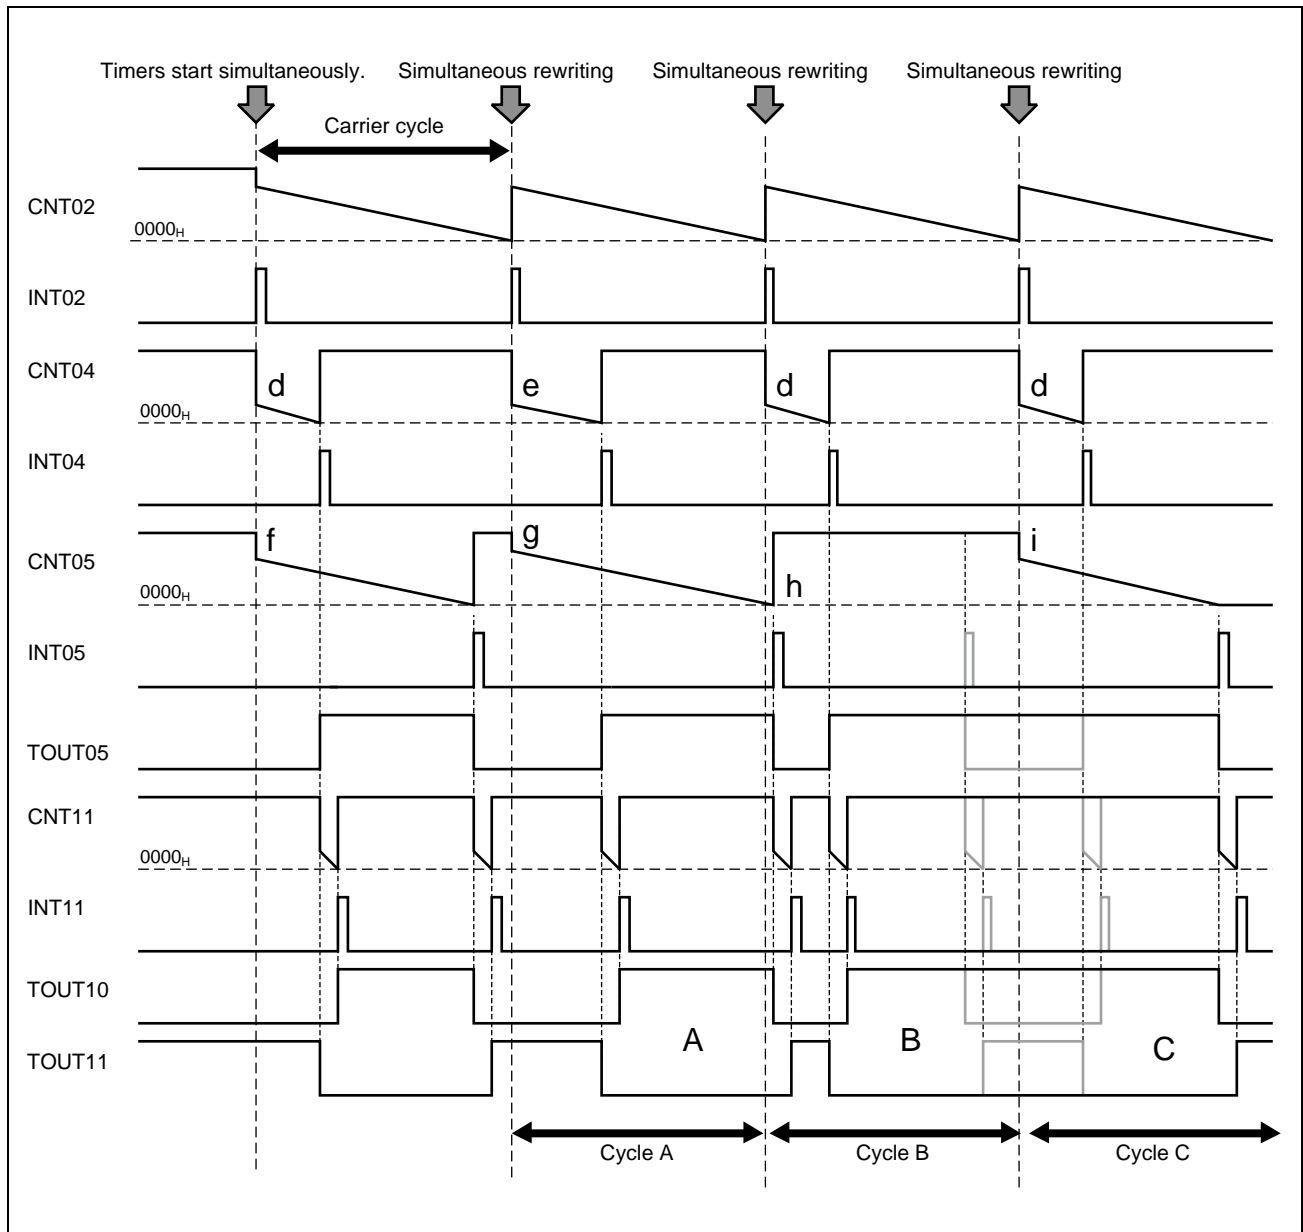 Timers start simultaneously. Simultaneous rewriting Simultaneous rewriting Simultaneous rewriting
Carrier cycle
CNT02
0000H
INT02
CNT04 d e d d
0000H
INT04
CNT05 f g i
0000H h
INT05
TOUT05
CNT11
0000H
INT11
TOUT10
A B C
TOUT11
Cycle A Cycle B Cycle C